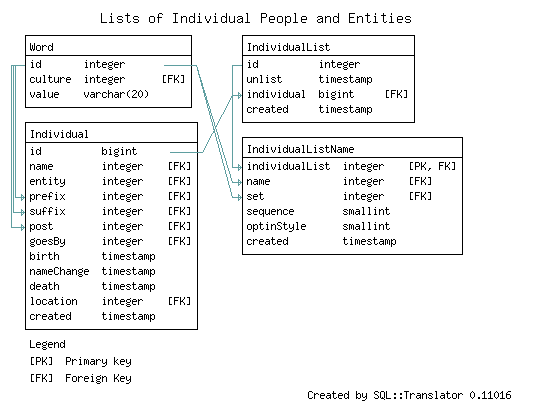 Lists of Individual People and Entities
Word
id integer
culture integer [FK]
value varchar(20)
IndividualList
id integer
unlist timestamp
individual bigint [FK]
created timestamp
Individual
id bigint
name integer [FK]
entity integer [FK]
prefix integer [FK]
suffix integer [FK]
post integer [FK]
goesBy integer [FK]
birth timestamp
nameChange timestamp
death timestamp
location integer [FK]
created timestamp
IndividualListName
individualList integer [PK, FK]
name integer [FK]
set integer [FK]
sequence smallint
optinStyle smallint
created timestamp
Legend
[PK] Primary key
[FK] Foreign Key
Created by SQL::Translator 0.11016